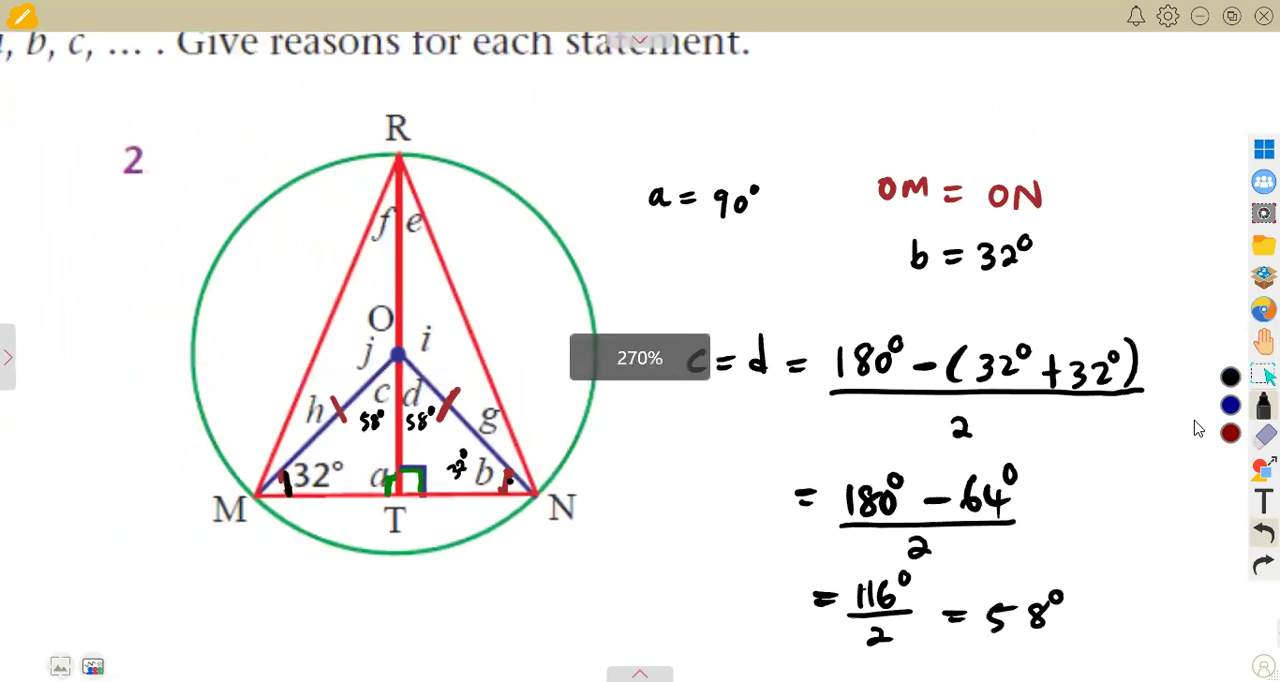 , b, c, ... . Give reasons for each statement.
2
R
f e
O
j i
c d
58° 58°
h g
32° a 32° b
M T N
a = 90°
OM = ON
b = 32°
270%
c = d = 180° - (32° + 32°)
2
= 180° - 64°
2
= 116°
2
= 58°
T